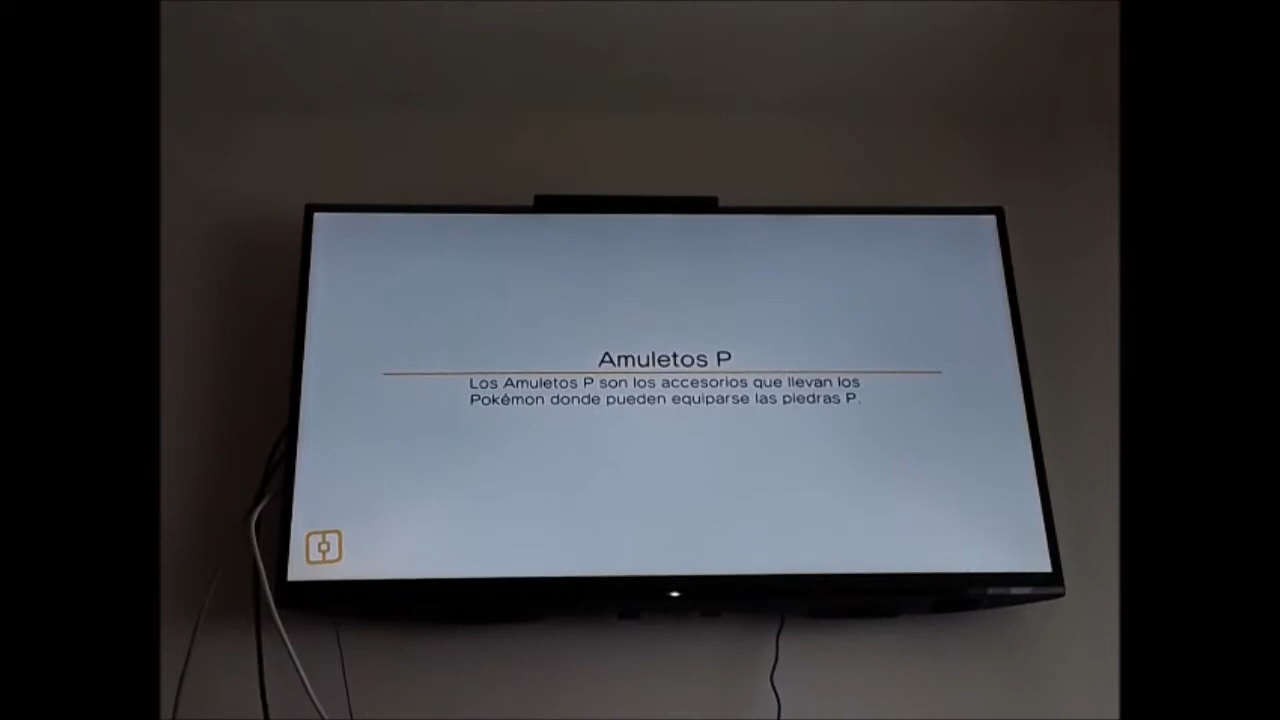 Amuletos P
Los Amuletos P son los accesorios que llevan los
Pokémon donde pueden equiparse las piedras P.